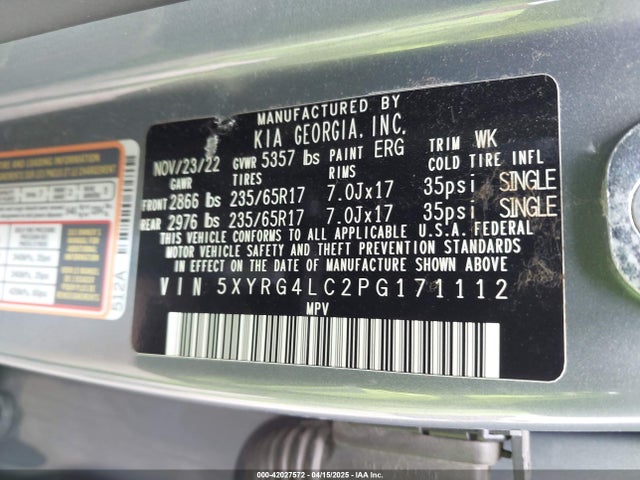 MANUFACTURED BY
KIA GEORGIA, INC.
NOV/23/22 GVWR 5357 lbs PAINT ERG TRIM WK
GAWR TIRES RIMS COLD TIRE INFL
FRONT 2866 lbs 235/65R17 7.0Jx17 35psi SINGLE
REAR 2976 lbs 235/65R17 7.0Jx17 35psi SINGLE
THIS VEHICLE CONFORMS TO ALL APPLICABLE U.S.A. FEDERAL
MOTOR VEHICLE SAFETY AND THEFT PREVENTION STANDARDS
IN EFFECT ON THE DATE OF MANUFACTURE SHOWN ABOVE
VIN 5XYRG4LC2PG171112
MPV
512A
000-42027572 - 04/15/2025 - IAA Inc.